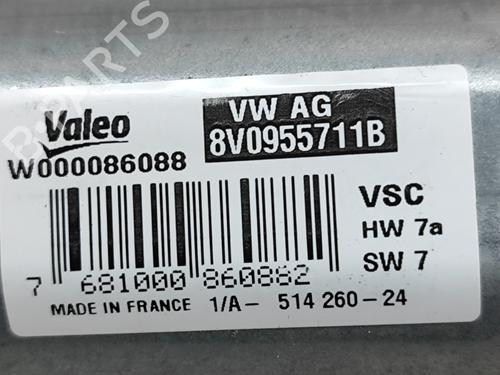 B-PARTS
Valeo
VW AG
8V0955711B
W000086088
VSC
HW 7a
SW 7
7 681000 860882
MADE IN FRANCE 1/A- 514 260-24